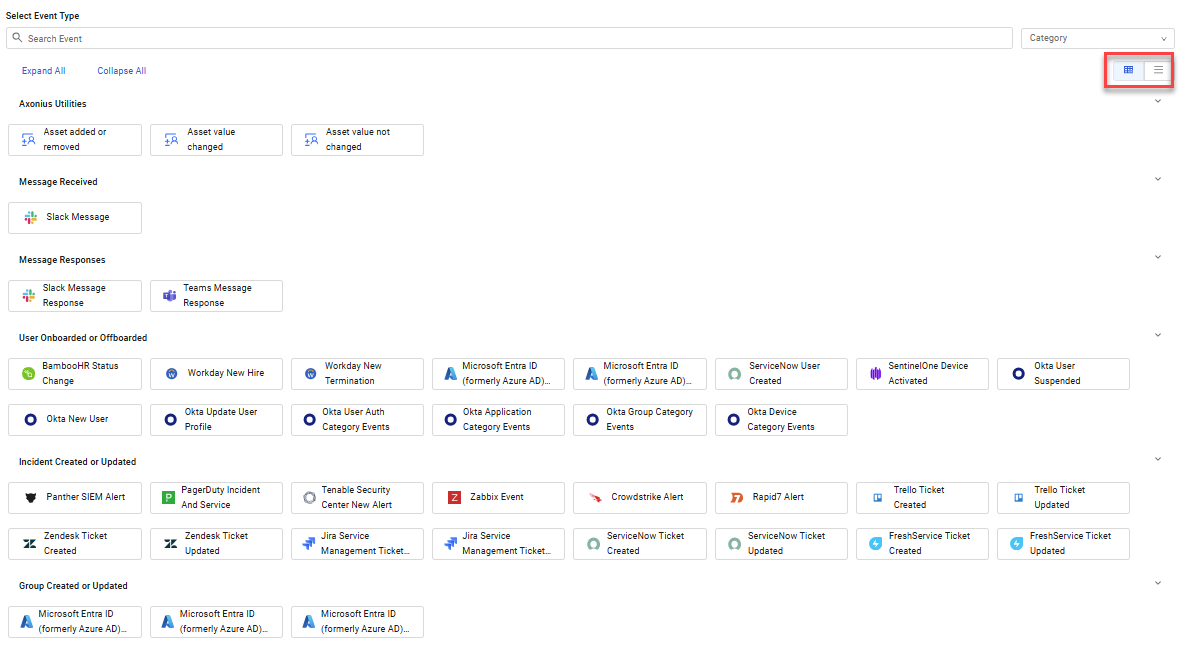 Select Event Type
Search Event
Category
Expand All
Collapse All
Axonius Utilities
Asset added or
removed
Asset value
changed
Asset value not
changed
Message Received
Slack Message
Message Responses
Slack Message
Response
Teams Message
Response
User Onboarded or Offboarded
BambooHR Status
Change
Workday New Hire
Workday New
Termination
Microsoft Entra ID
(formerly Azure AD)...
Microsoft Entra ID
(formerly Azure AD)...
ServiceNow User
Created
SentinelOne Device
Activated
Okta User
Suspended
Okta New User
Okta Update User
Profile
Okta User Auth
Category Events
Okta Application
Category Events
Okta Group Category
Events
Okta Device
Category Events
Incident Created or Updated
Panther SIEM Alert
PagerDuty Incident
And Service
Tenable Security
Center New Alert
Zabbix Event
Crowdstrike Alert
Rapid7 Alert
Trello Ticket
Created
Trello Ticket
Updated
Zendesk Ticket
Created
Zendesk Ticket
Updated
Jira Service
Management Ticket...
Jira Service
Management Ticket...
ServiceNow Ticket
Created
ServiceNow Ticket
Updated
FreshService Ticket
Created
FreshService Ticket
Updated
Group Created or Updated
Microsoft Entra ID
(formerly Azure AD)...
Microsoft Entra ID
(formerly Azure AD)...
Microsoft Entra ID
(formerly Azure AD)...